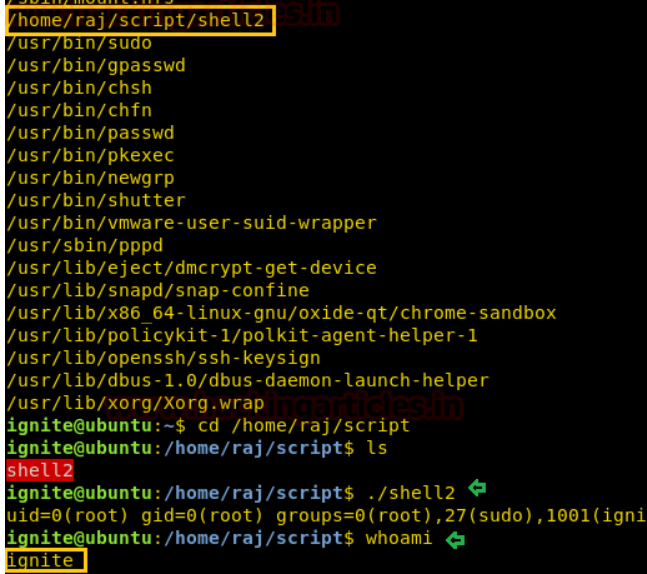 /sbin/mount.nfs
/home/raj/script/shell2
/usr/bin/sudo
/usr/bin/gpasswd
/usr/bin/chsh
/usr/bin/chfn
/usr/bin/passwd
/usr/bin/pkexec
/usr/bin/newgrp
/usr/bin/shutter
/usr/bin/vmware-user-suid-wrapper
/usr/sbin/pppd
/usr/lib/eject/dmcrypt-get-device
/usr/lib/snapd/snap-confine
/usr/lib/x86_64-linux-gnu/oxide-qt/chrome-sandbox
/usr/lib/policykit-1/polkit-agent-helper-1
/usr/lib/openssh/ssh-keysign
/usr/lib/dbus-1.0/dbus-daemon-launch-helper
/usr/lib/xorg/Xorg.wrap
ignite@ubuntu:~$ cd /home/raj/script
ignite@ubuntu:/home/raj/script$ ls
shell2
ignite@ubuntu:/home/raj/script$ ./shell2
uid=0(root) gid=0(root) groups=0(root),27(sudo),1001(igni
ignite@ubuntu:/home/raj/script$ whoami
ignite